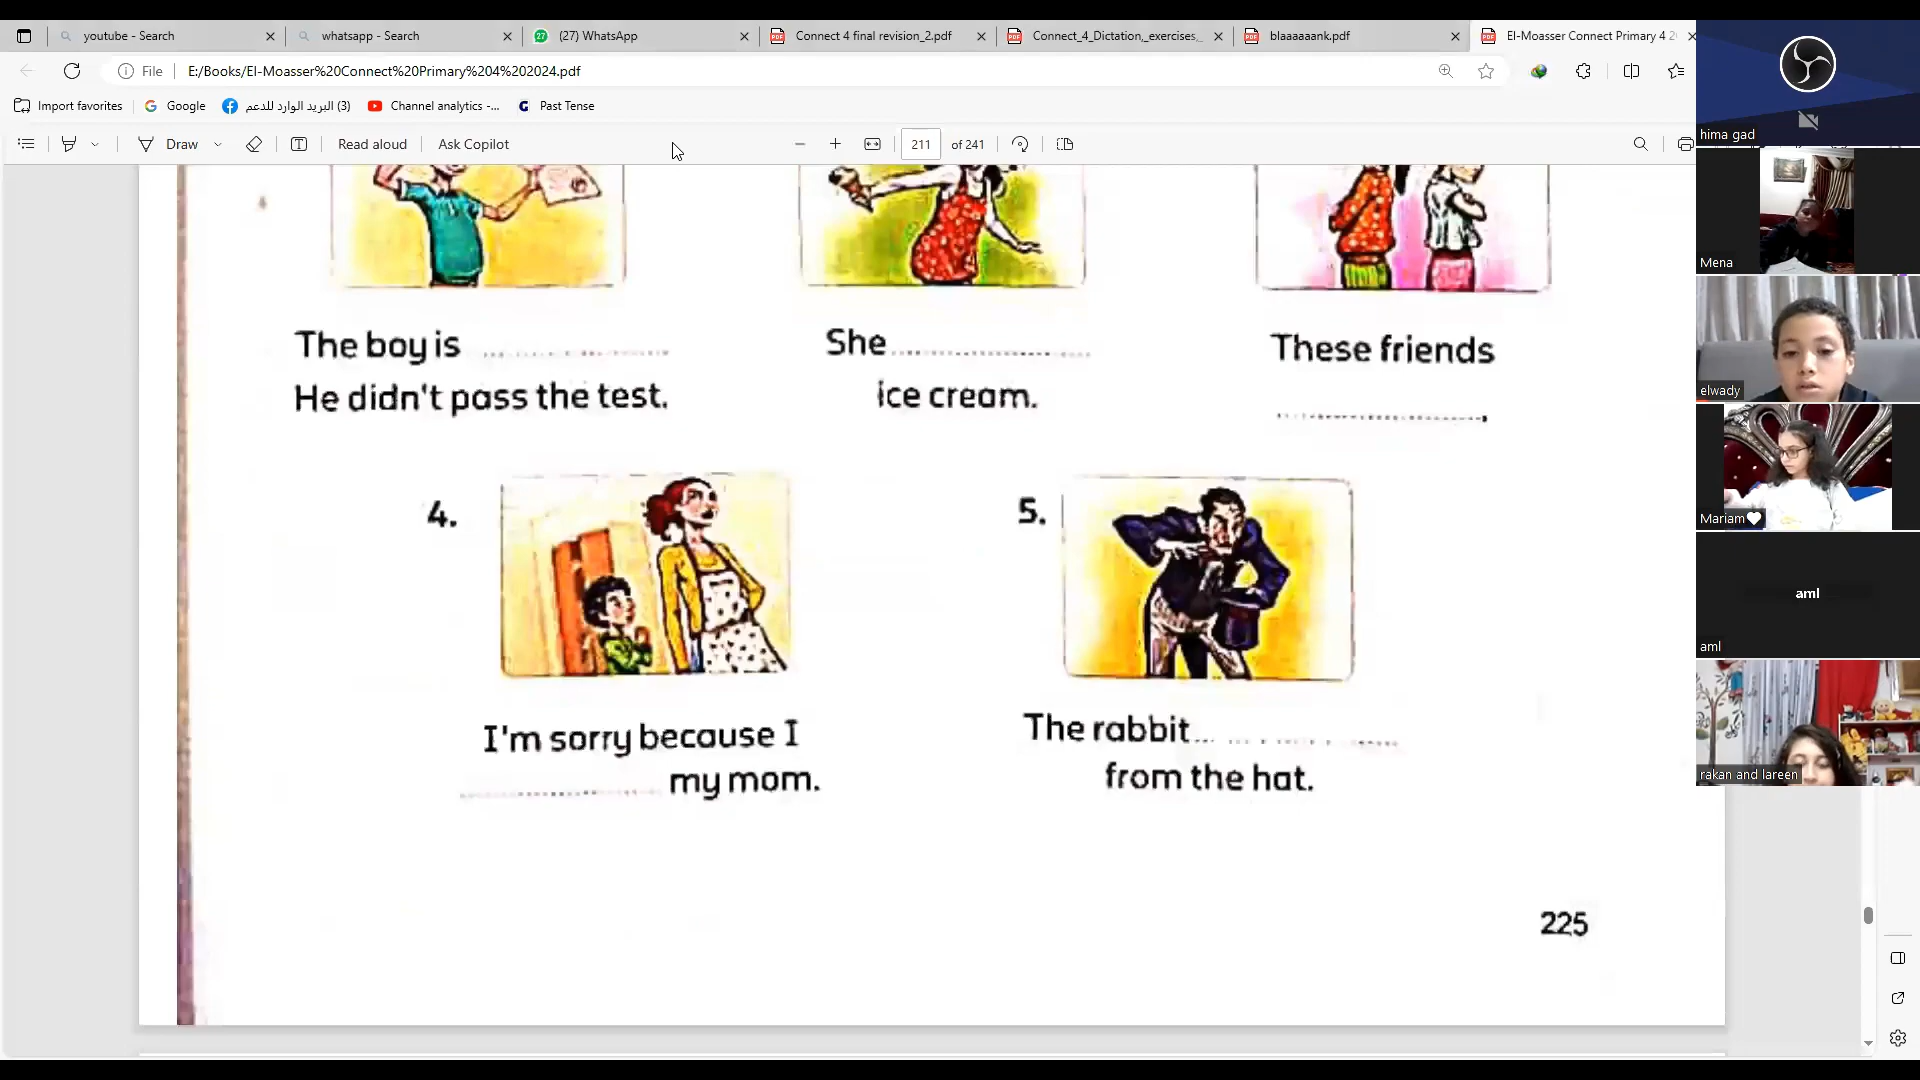 youtube - Search
whatsapp - Search
27
(27) WhatsApp
Connect 4 final revision_2.pdf
Connect_4_Dictation,_exercises,_
blaaaaaank.pdf
El-Moasser Connect Primary 4 2
File
E:/Books/El-Moasser%20Connect%20Primary%204%202024.pdf
Import favorites
Google
(3) البريد الوارد للدعم
Channel analytics -...
Past Tense
Draw
Read aloud
Ask Copilot
211
of 241
The boy is
He didn't pass the test.
She
ice cream.
These friends
4.
5.
I'm sorry because I
my mom.
The rabbit
from the hat.
225
hima gad
Mena
elwady
Mariam🤍
aml
aml
rakan and lareen